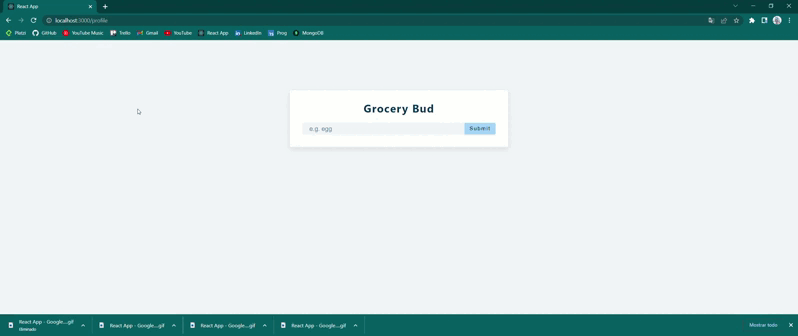 React App
localhost:3000/profile
Platzi GitHub YouTube Music Trello Gmail YouTube React App LinkedIn Prog MongoDB
Grocery Bud
e.g. egg Submit
React App - Google....gif React App - Google....gif React App - Google....gif React App - Google....gif Mostrar todo
Eliminado